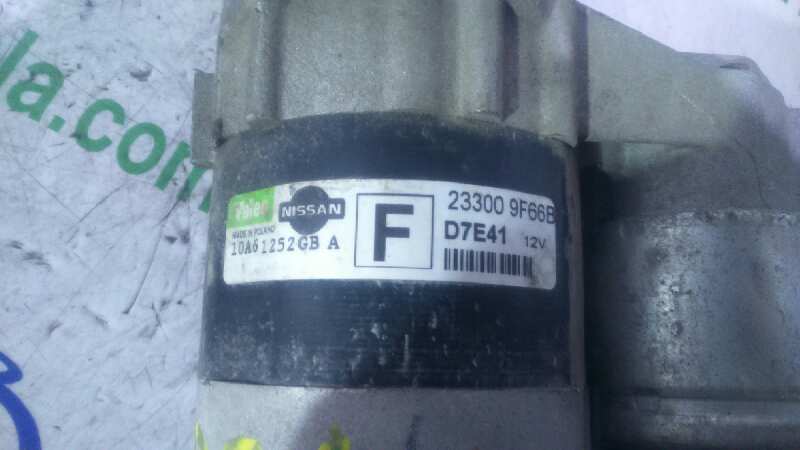 la.com
Valeo
NISSAN
MADE IN POLAND
10A61252GB A
F
23300 9F66B
D7E41 12V